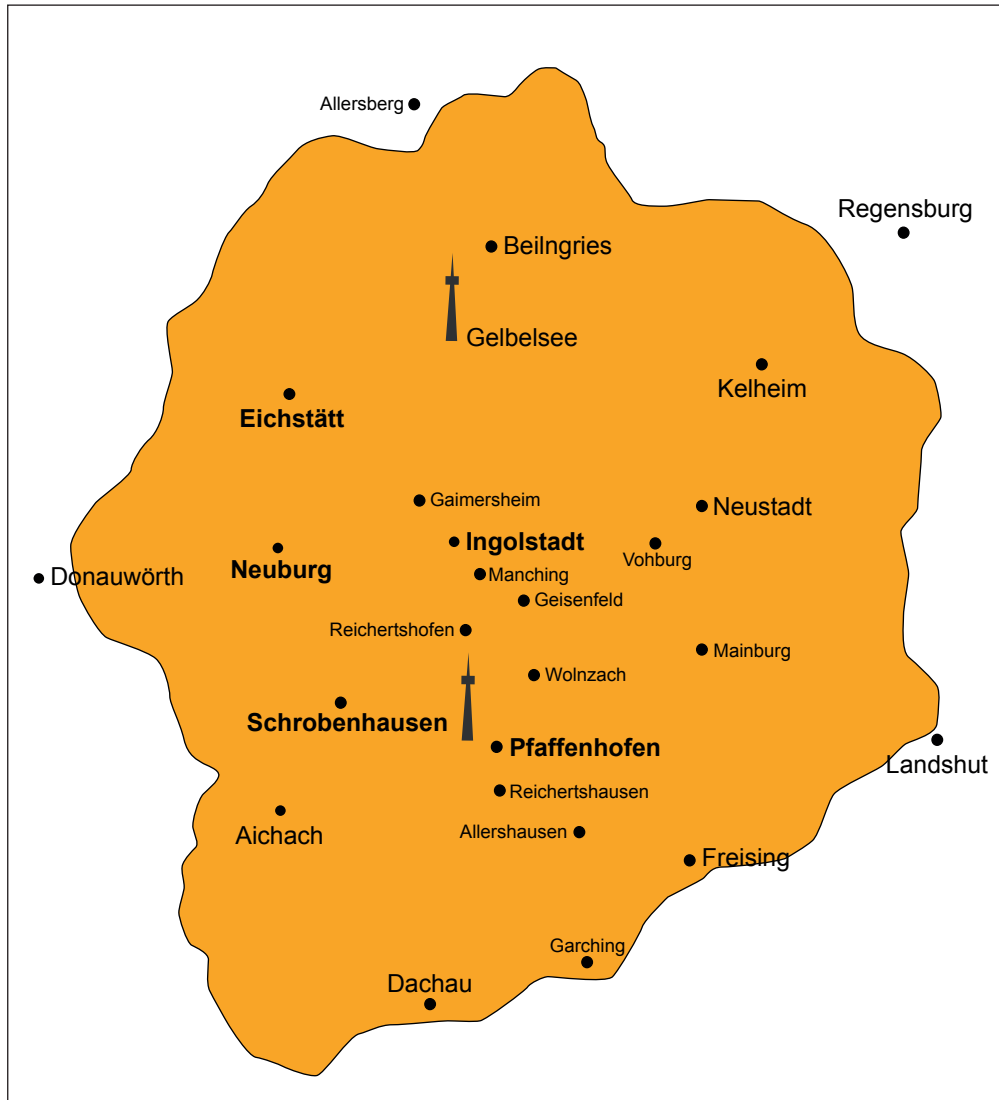 Allersberg
Regensburg
Beilngries
Gelbelsee
Kelheim
Eichstätt
Gaimersheim
Neustadt
Ingolstadt
Vohburg
Neuburg
Donauwörth
Manching
Geisenfeld
Reichertshofen
Mainburg
Wolnzach
Schrobenhausen
Pfaffenhofen
Landshut
Reichertshausen
Aichach
Allershausen
Freising
Garching
Dachau